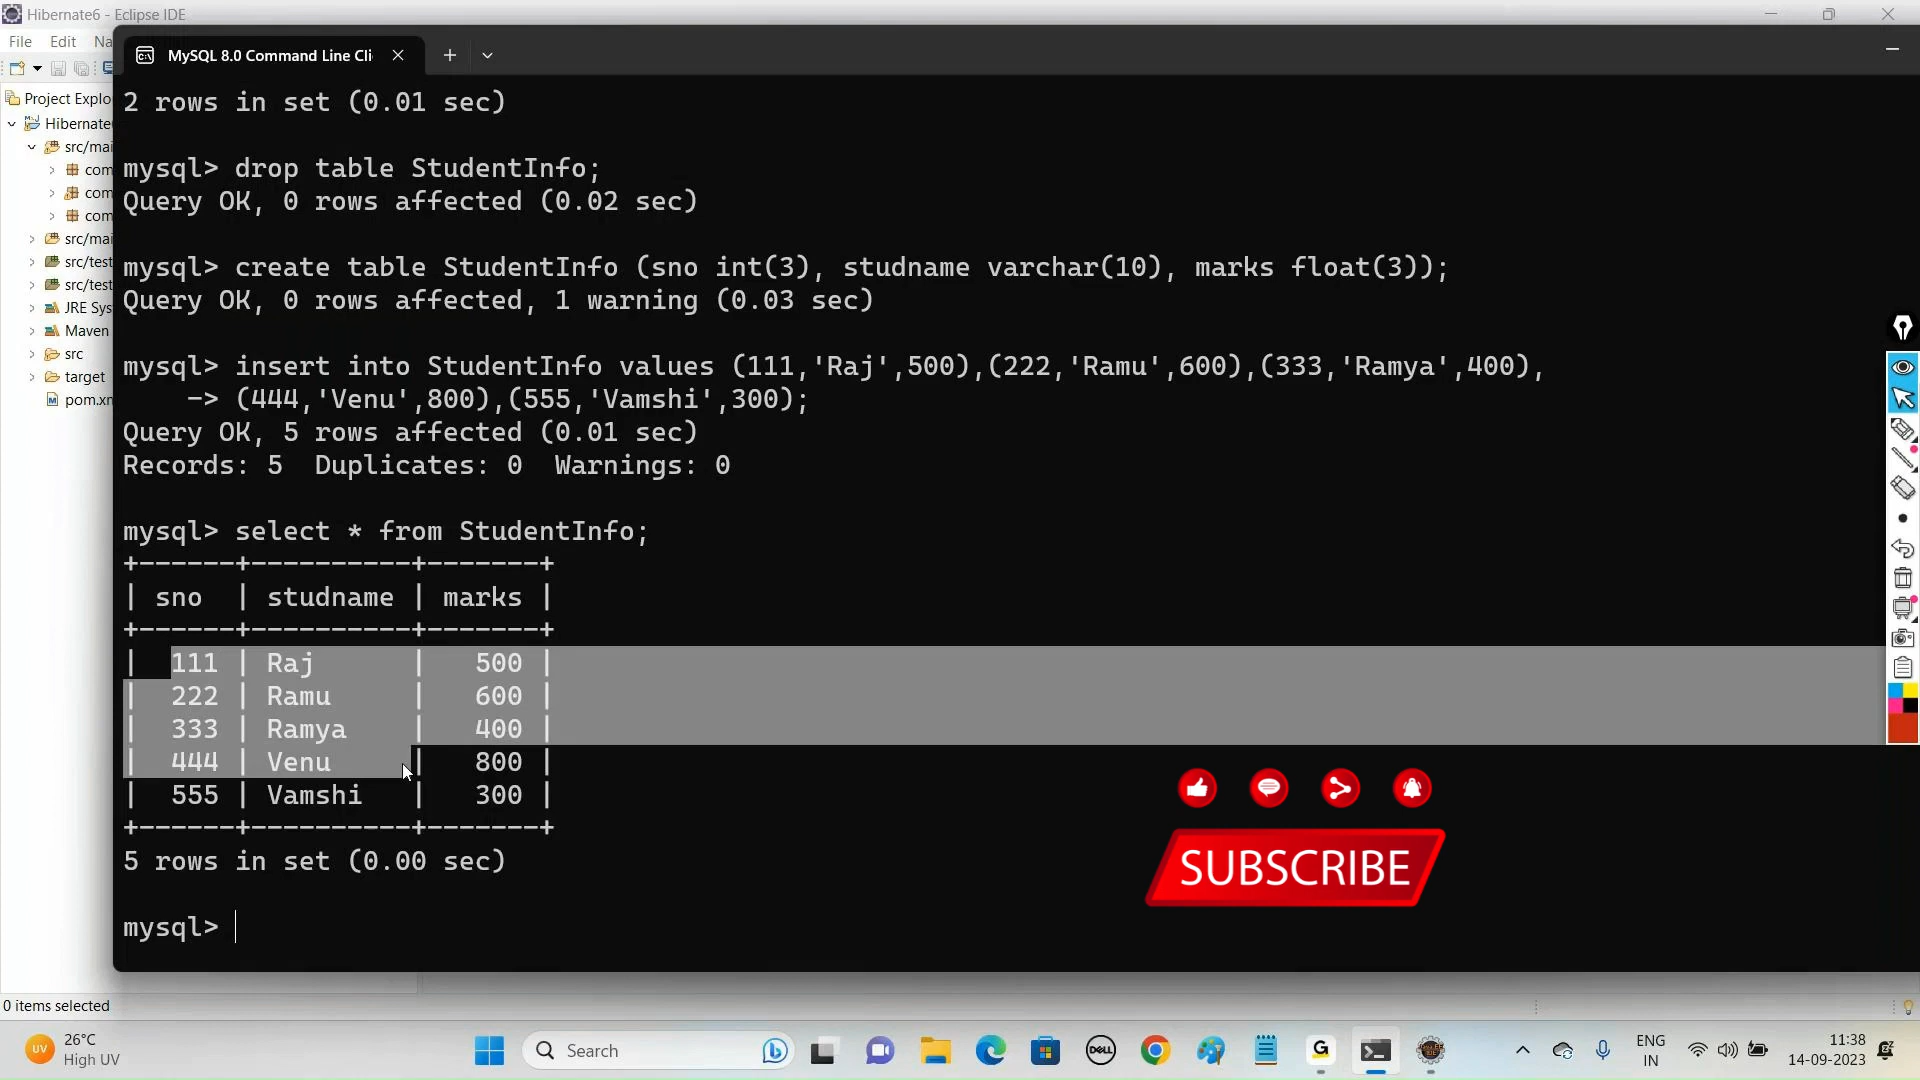 Hibernate6 - Eclipse IDE
File Edit Na
MySQL 8.0 Command Line Cli
Project Explo
Hibernate
src/mai
com
com
com
src/mai
src/test
src/test
JRE Sys
Maven
src
target
pom.xm
2 rows in set (0.01 sec)
mysql> drop table StudentInfo;
Query OK, 0 rows affected (0.02 sec)
mysql> create table StudentInfo (sno int(3), studname varchar(10), marks float(3));
Query OK, 0 rows affected, 1 warning (0.03 sec)
mysql> insert into StudentInfo values (111,'Raj',500),(222,'Ramu',600),(333,'Ramya',400),
-> (444,'Venu',800),(555,'Vamshi',300);
Query OK, 5 rows affected (0.01 sec)
Records: 5  Duplicates: 0  Warnings: 0
mysql> select * from StudentInfo;
+------+----------+-------+
| sno  | studname | marks |
+------+----------+-------+
|  111 | Raj      |   500 |
|  222 | Ramu     |   600 |
|  333 | Ramya    |   400 |
|  444 | Venu     |   800 |
|  555 | Vamshi   |   300 |
+------+----------+-------+
5 rows in set (0.00 sec)
mysql>
SUBSCRIBE
0 items selected
UV
26°C
High UV
Search
DELL
G
ENG
IN
11:38
14-09-2023